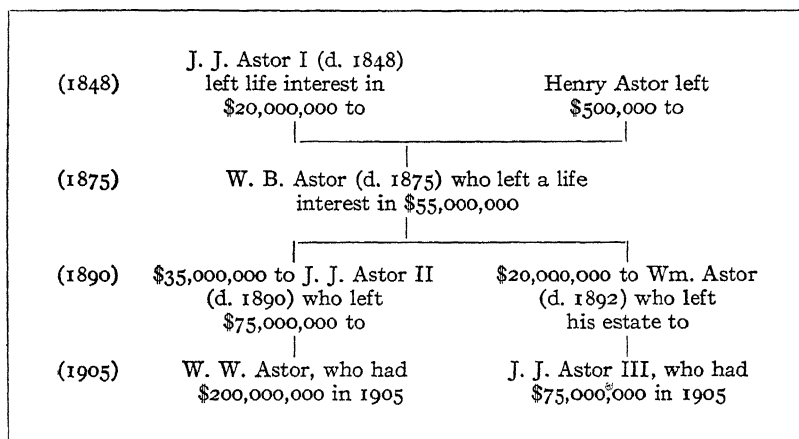 J. J. Astor I (d. 1848)
(1848) left life interest in Henry Astor left
$20,000,000 to $500,000 to
(1875) W. B. Astor (d. 1875) who left a life
interest in $55,000,000
(1890) $35,000,000 to J. J. Astor II $20,000,000 to Wm. Astor
(d. 1890) who left (d. 1892) who left
$75,000,000 to his estate to
(1905) W. W. Astor, who had J. J. Astor III, who had
$200,000,000 in 1905 $75,000,000 in 1905